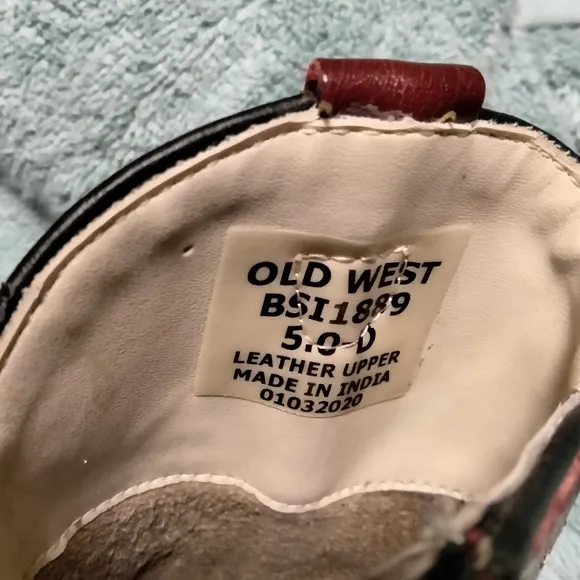 OLD WEST
BSI1889
5.0-D
LEATHER UPPER
MADE IN INDIA
01032020